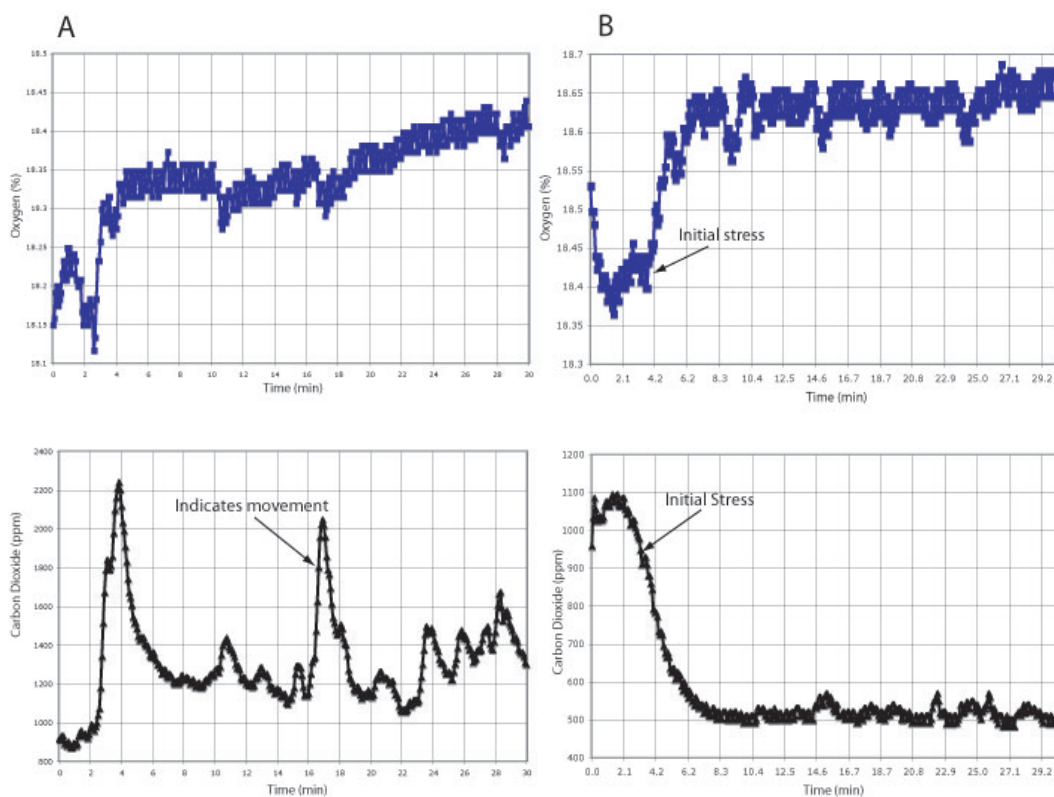 A
18.5
18.45
18.4
18.35
18.3
18.25
18.2
18.15
18.1
Oxygen (%)
0 2 4 6 8 10 12 14 16 18 20 22 24 26 28 30
Time (min)
B
18.7
18.65
18.6
18.55
18.5
18.45
18.4
18.35
18.3
Oxygen (%)
Initial stress
0.0 2.1 4.2 6.2 8.3 10.4 12.5 14.6 16.7 18.7 20.8 22.9 25.0 27.1 29.2
Time (min)
2400
2200
2000
1800
1600
1400
1200
1000
800
Carbon Dioxide (ppm)
Indicates movement
0 2 4 6 8 10 12 14 16 18 20 22 24 26 28 30
Time (min)
1200
1100
1000
900
800
700
600
500
400
Carbon Dioxide (ppm)
Initial Stress
0.0 2.1 4.2 6.2 8.3 10.4 12.5 14.6 16.7 18.7 20.8 22.9 25.0 27.1 29.2
Time (min)